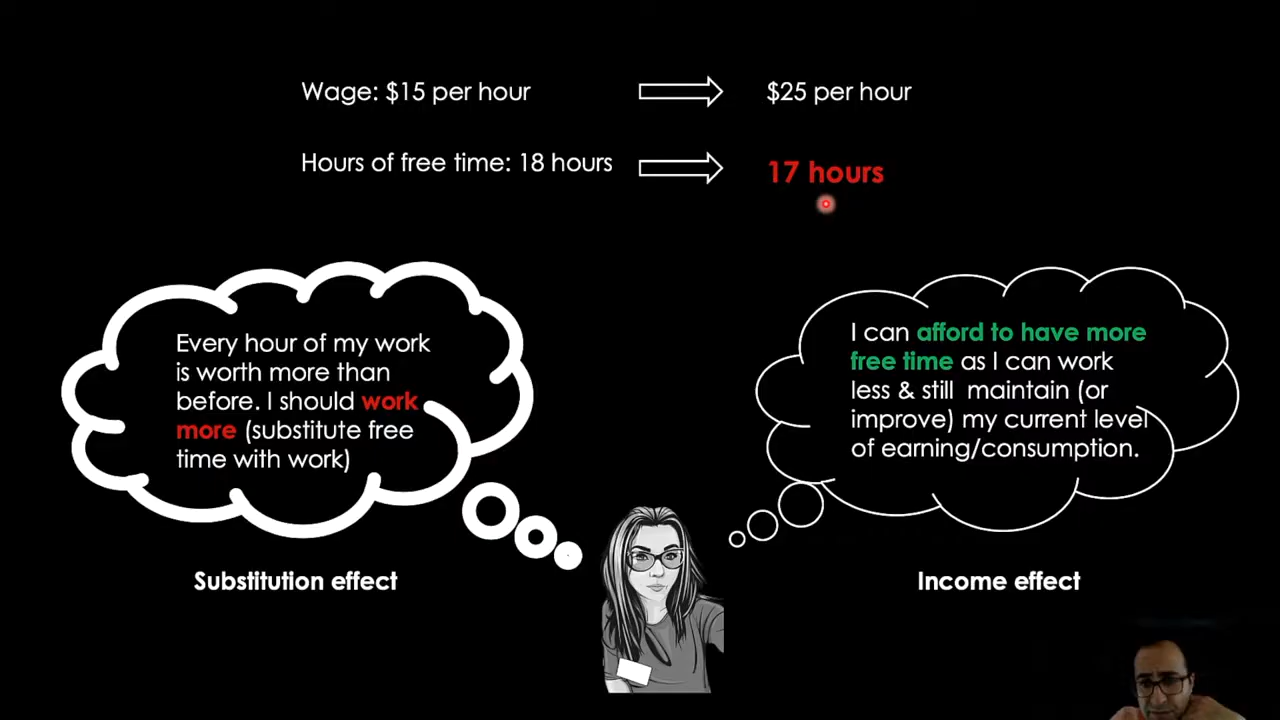 Wage: $15 per hour
$25 per hour
Hours of free time: 18 hours
17 hours
Every hour of my work
is worth more than
before. I should work
more (substitute free
time with work)
I can afford to have more
free time as I can work
less & still maintain (or
improve) my current level
of earning/consumption.
Substitution effect
Income effect